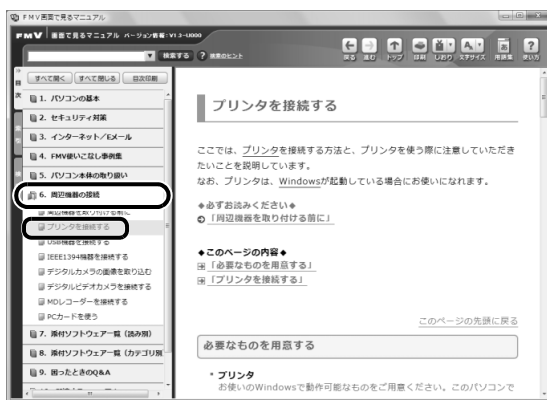 FMV画面で見るマニュアル
FMV 画面で見るマニュアル バージョン情報:V1.3-U000
検索する ? 検索のヒント
戻る 進む トップ 印刷 しおり 文字サイズ 用語集 使い方
すべて開く すべて閉じる 目次印刷
目次
1. パソコンの基本
2. セキュリティ対策
3. インターネット/Eメール
4. FMV使いこなし事例集
5. パソコン本体の取り扱い
6. 周辺機器の接続
周辺機器を取り付ける前に
プリンタを接続する
USB機器を接続する
IEEE1394機器を接続する
デジタルカメラの画像を取り込む
デジタルビデオカメラを接続する
MDレコーダーを接続する
PCカードを使う
7. 添付ソフトウェア一覧(読み別)
8. 添付ソフトウェア一覧(カテゴリ別
9. 困ったときのQ&A
プリンタを接続する
ここでは、プリンタを接続する方法と、プリンタを使う際に注意していただき
たいことを説明しています。
なお、プリンタは、Windowsが起動している場合にお使いになれます。
◆必ずお読みください◆
「周辺機器を取り付ける前に」
◆このページの内容◆
「必要なものを用意する」
「プリンタを接続する」
このページの先頭に戻る
必要なものを用意する
・プリンタ
お使いのWindowsで動作可能なものをご用意ください。このパソコンで